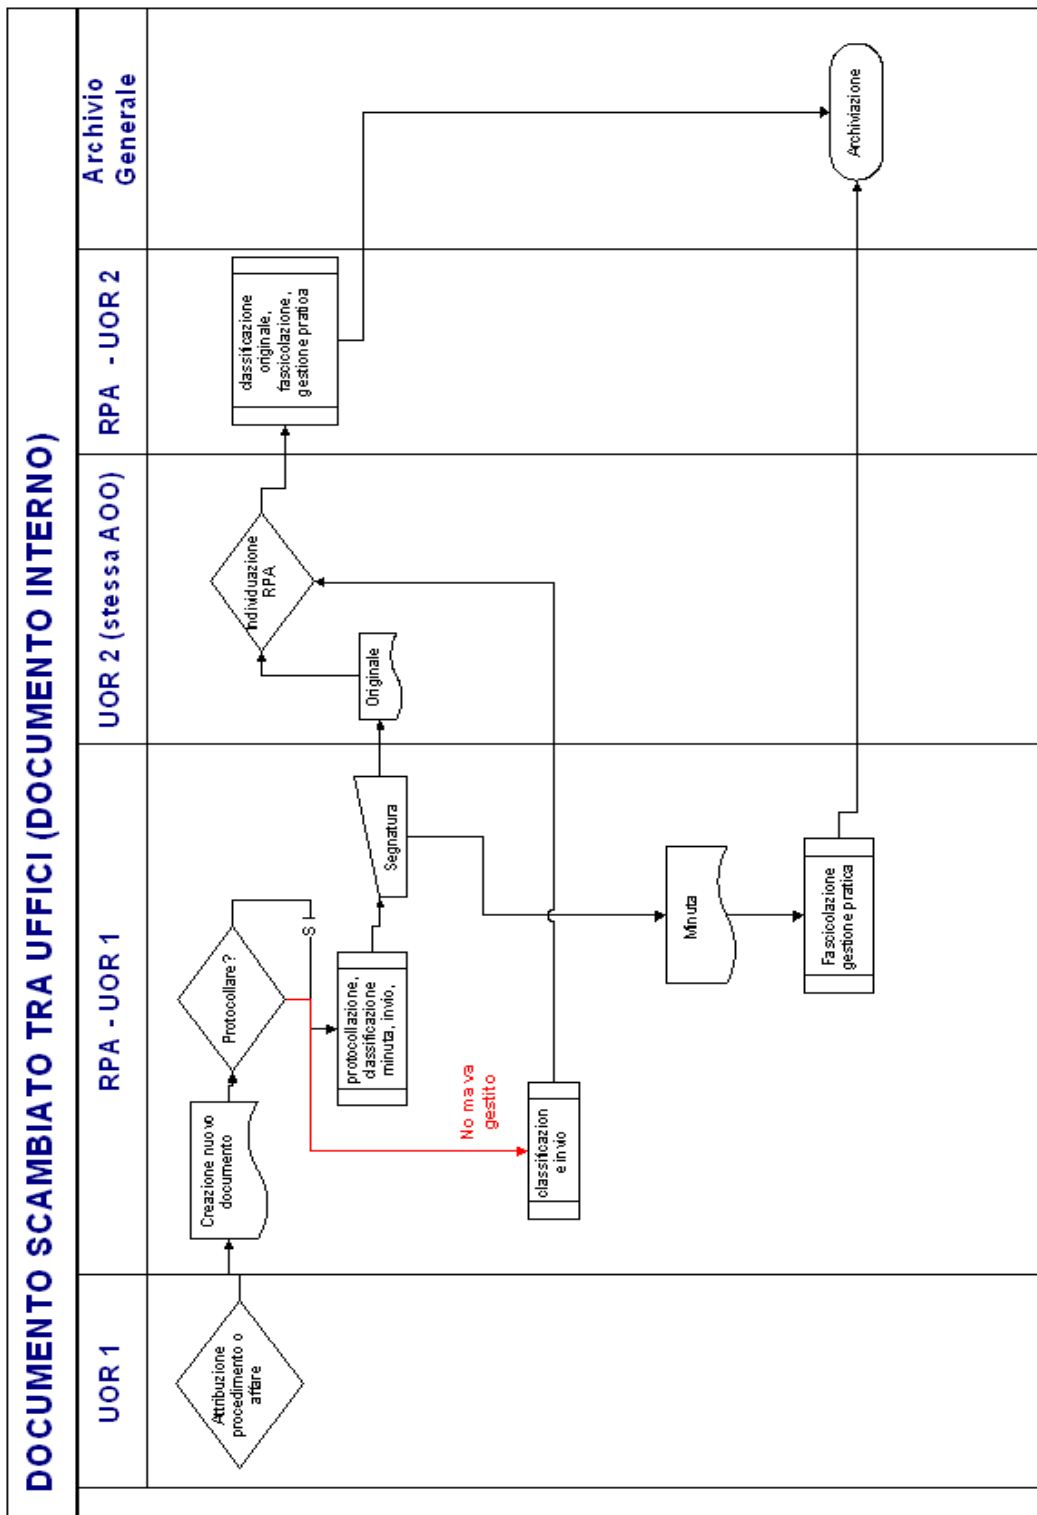 DOCUMENTO SCAMBIATO TRA UFFICI (DOCUMENTO INTERNO)
UOR 1
RPA - UOR 1
UOR 2 (stessa AOO)
RPA - UOR 2
Archivio
Generale
Attribuzione
procedimento o
affare
Creazione nuovo
documento
Protocollare?
S I
protocollazione,
classificazione
minuta, invio,
Segnatura
No ma va
gestito
classificazion
e invio
Minuta
Fascicolazione
gestione pratica
Originale
Individuazione
RPA
classificazione
originale,
fascicolazione,
gestione pratica
Archiviazione